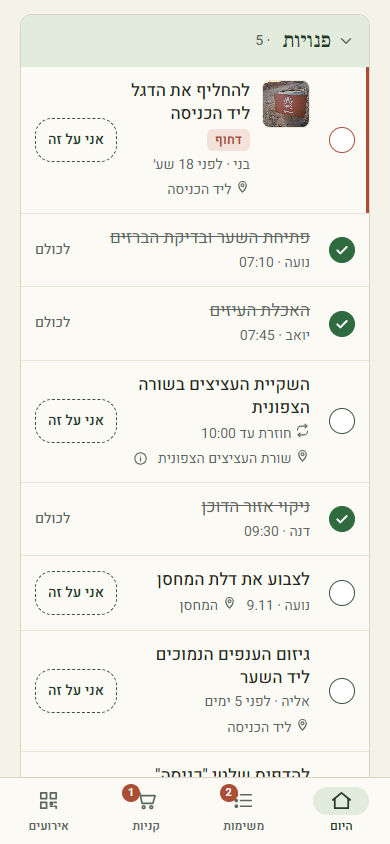 פנויות · 5
להחליף את הדגל
ליד הכניסה
דחוף
בני · לפני 18 שע'
ליד הכניסה
אני על זה
פתיחת השער ובדיקת הברזים
נועה · 07:10
לכולם
האכלת העיזים
יואב · 07:45
לכולם
השקיית העציצים בשורה
הצפונית
חוזרת עד 10:00
שורת העציצים הצפונית
אני על זה
ניקוי אזור הדוכן
דנה · 09:30
לכולם
לצבוע את דלת המחסן
נועה · 9.11 המחסן
אני על זה
גיזום הענפים הנמוכים
ליד השער
אליה · לפני 5 ימים
ליד הכניסה
אני על זה
להדפיס שלטי "כניסה"
היום
משימות 2
קניות 1
אירועים